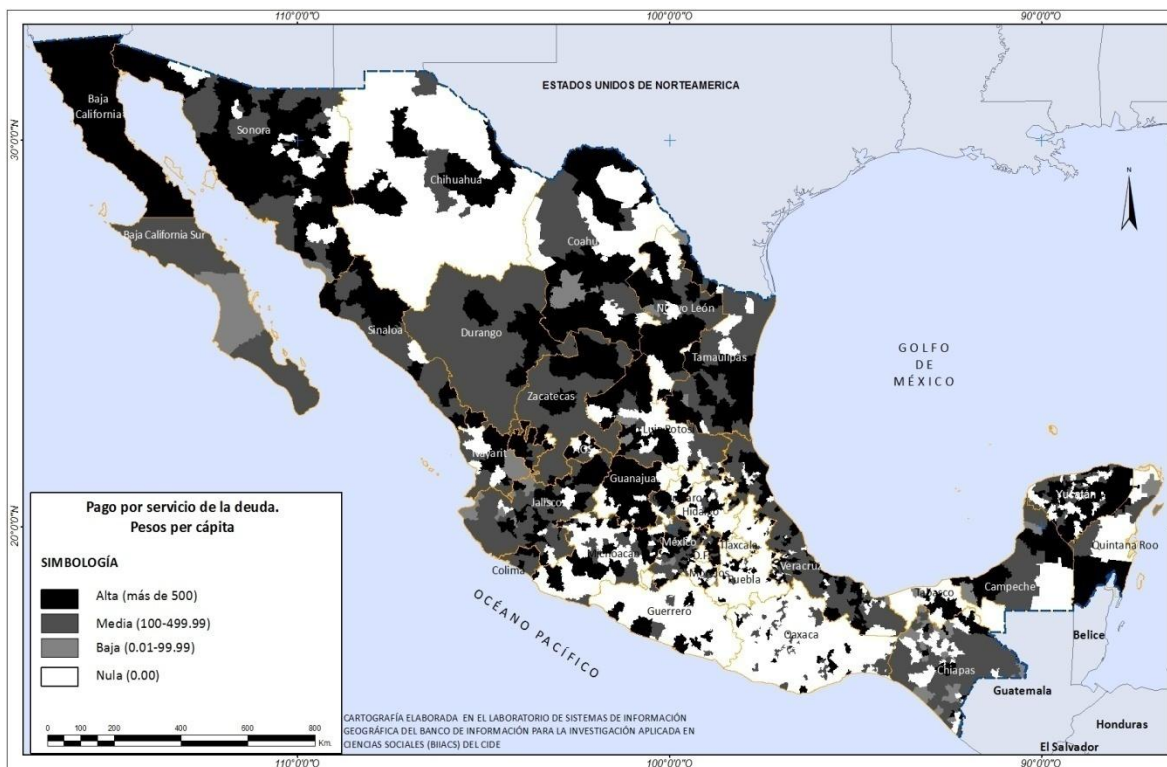 110°0'0"O
100°0'0"O
90°0'0"O
ESTADOS UNIDOS DE NORTEAMERICA
Baja
California
Sonora
30°0'0"N
Chihuahua
N
Baja California Sur
Coahu
Nuevo León
Sinaloa
Durango
Tamaulipas
GOLFO
DE
MÉXICO
Zacatecas
Luis Potosí
Nayarit
AGS
Guanajua
Yucatán
Jalisco
Hidalgo
Quintana Roo
México
Tlaxcala
D.F.
Michoacán
Veracruz
Campeche
Colima
Puebla
Tabasco
Guerrero
Oaxaca
Belice
Chiapas
Guatemala
Honduras
El Salvador
OCÉANO PACÍFICO
20°0'0"N
Pago por servicio de la deuda.
Pesos per cápita
SIMBOLOGÍA
Alta (más de 500)
Media (100-499.99)
Baja (0.01-99.99)
Nula (0.00)
0 100 200 400 600 800
Km.
CARTOGRAFÍA ELABORADA EN EL LABORATORIO DE SISTEMAS DE INFORMACIÓN
GEOGRÁFICA DEL BANCO DE INFORMACIÓN PARA LA INVESTIGACIÓN APLICADA EN
CIENCIAS SOCIALES (BIIACS) DEL CIDE
110°0'0"O
100°0'0"O
90°0'0"O